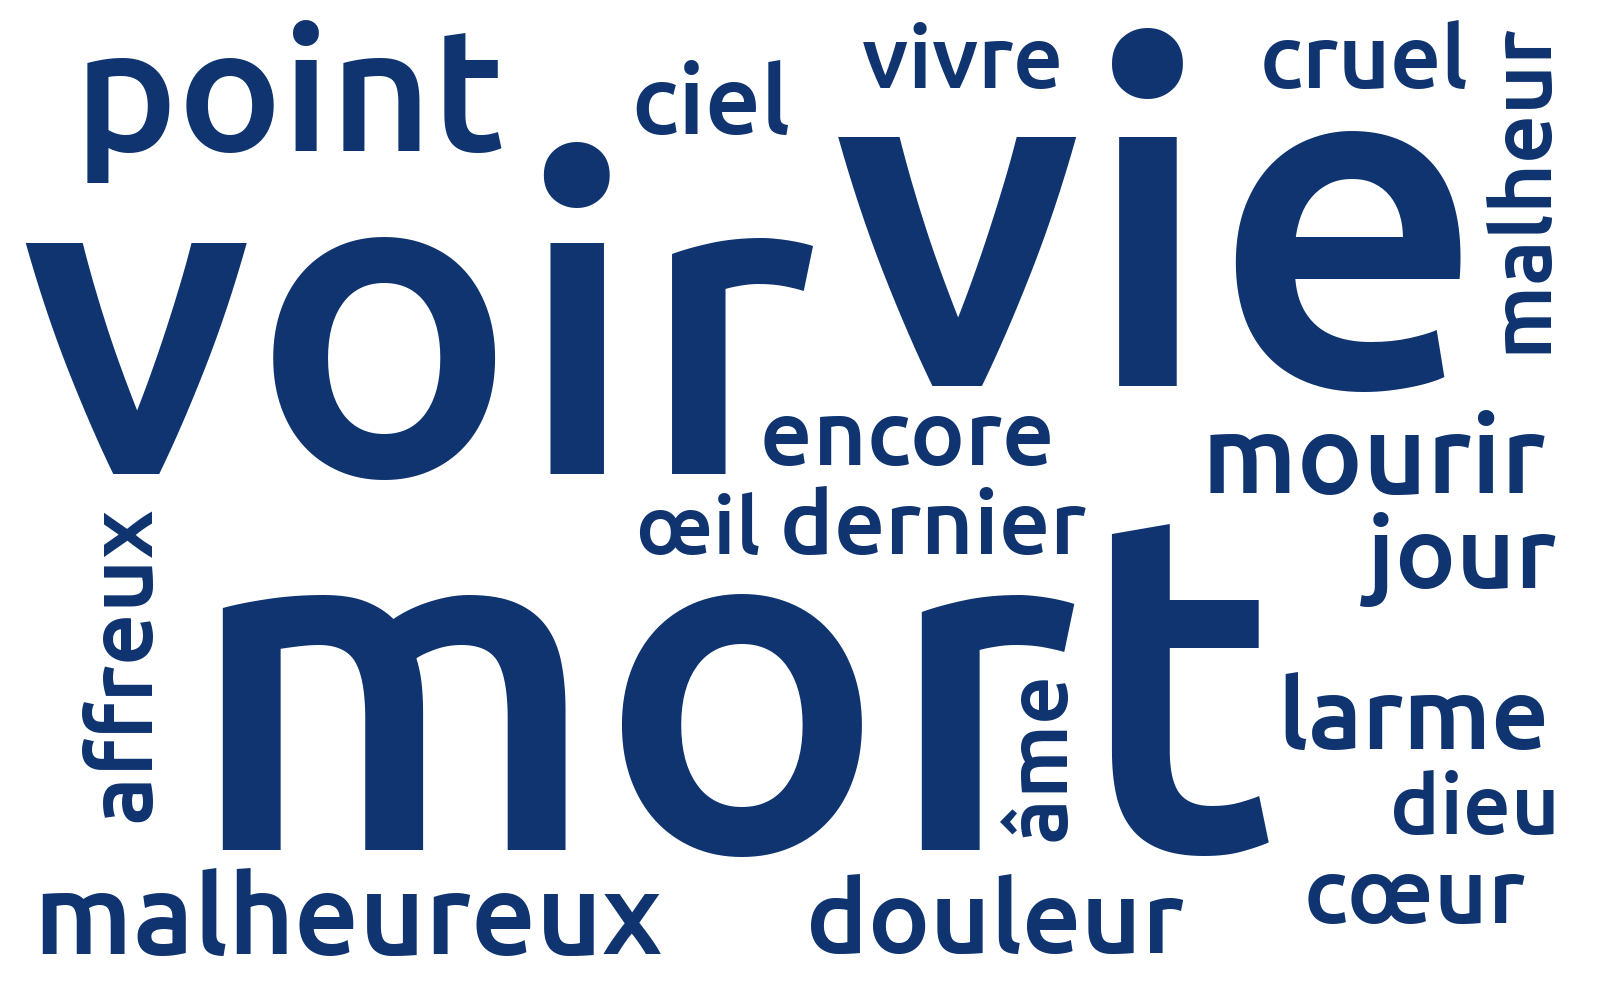 point
ciel
vivre
cruel
malheur
voir
vie
encore
mourir
œil dernier
jour
affreux
mort
âme
larme
dieu
malheureux
douleur
cœur